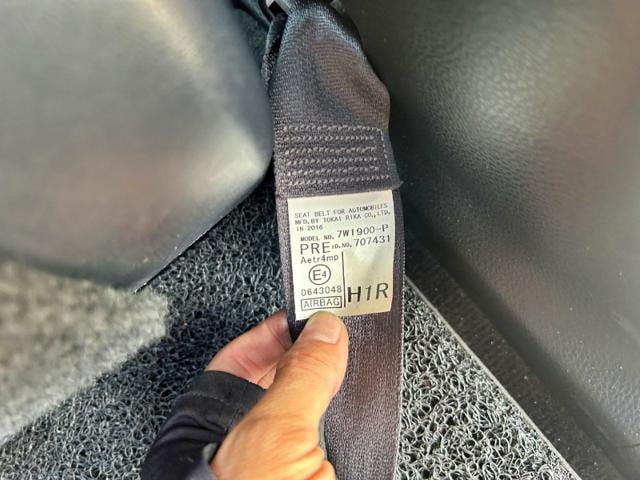 SEAT BELT FOR AUTOMOBILES
MFD. BY TOKAI RIKA CO., LTD.
IN 2016
MODEL NO. 7W1900-P
PRE ID.NO. 707431
Aetr4mp
E4
0643048
AIRBAG
H1R